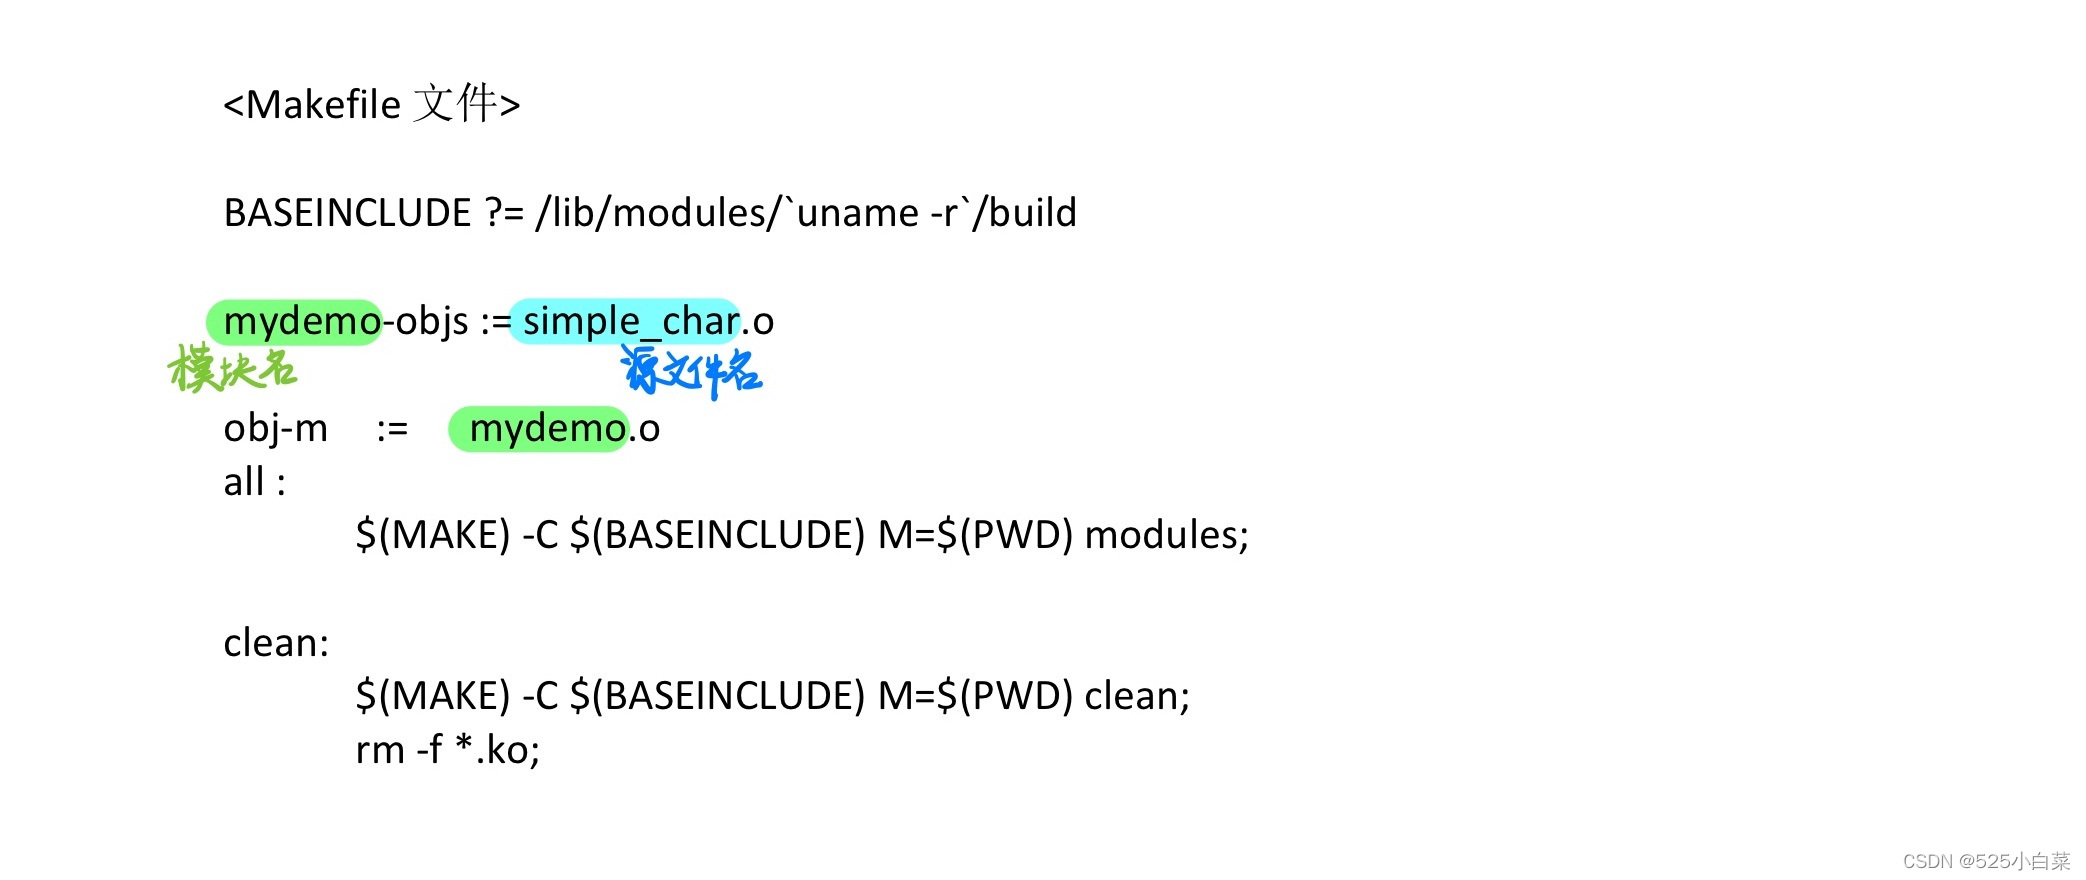 <Makefile 文件>
BASEINCLUDE ?= /lib/modules/`uname -r`/build
mydemo-objs := simple_char.o
模块名 源文件名
obj-m := mydemo.o
all :
$(MAKE) -C $(BASEINCLUDE) M=$(PWD) modules;
clean:
$(MAKE) -C $(BASEINCLUDE) M=$(PWD) clean;
rm -f *.ko;
CSDN @525小白菜